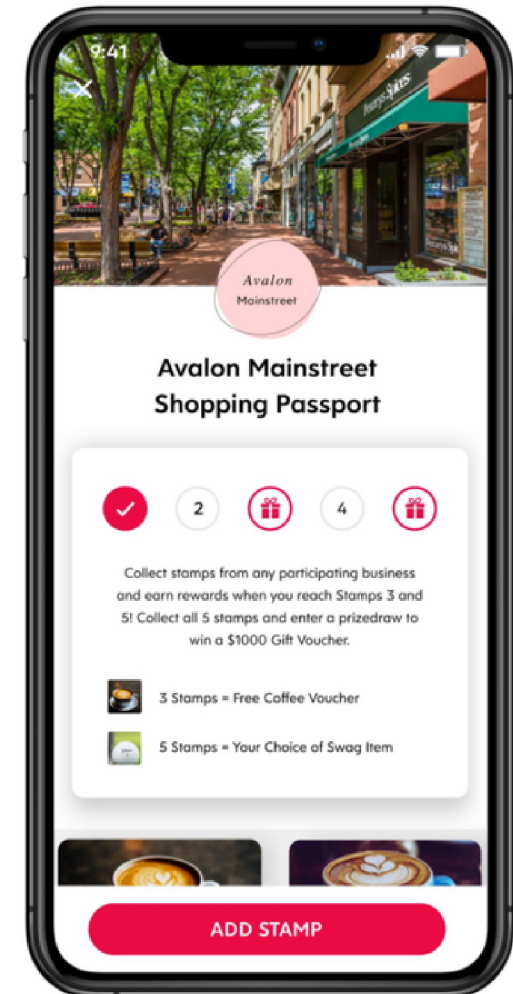 9:41
Avalon
Mainstreet
Avalon Mainstreet
Shopping Passport
2
4
Collect stamps from any participating business
and earn rewards when you reach Stamps 3 and
5! Collect all 5 stamps and enter a prizedraw to
win a $1000 Gift Voucher.
3 Stamps = Free Coffee Voucher
5 Stamps = Your Choice of Swag Item
ADD STAMP